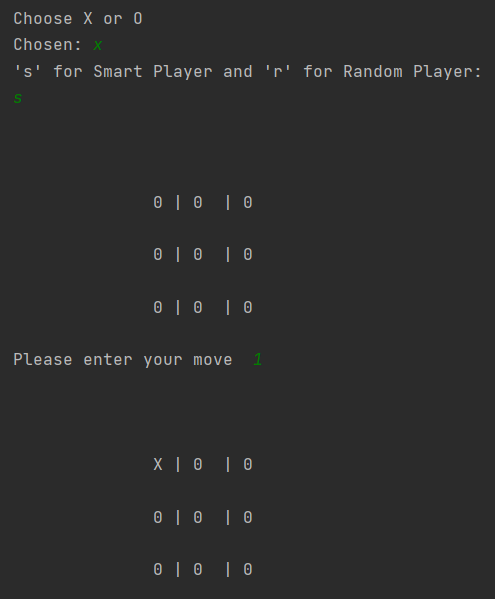 Choose X or O
Chosen: x
's' for Smart Player and 'r' for Random Player:
s
0 | 0  | 0
0 | 0  | 0
0 | 0  | 0
Please enter your move  1
X | 0  | 0
0 | 0  | 0
0 | 0  | 0